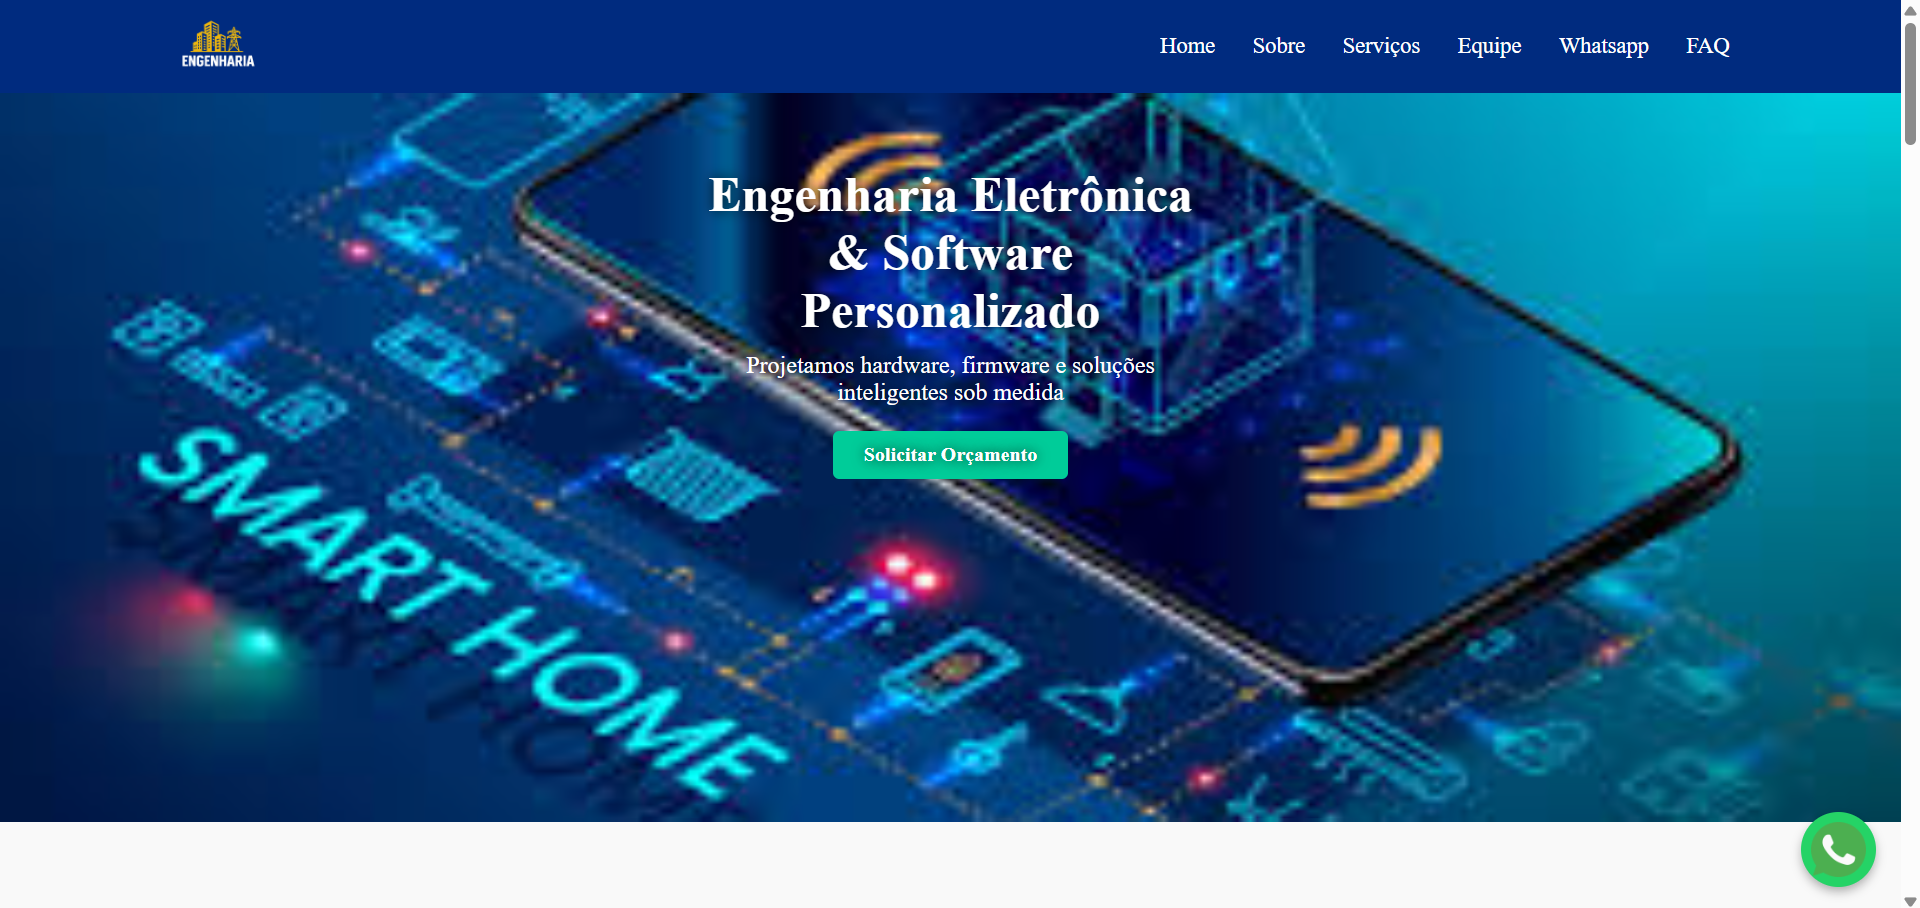 ENGENHARIA
Home Sobre Serviços Equipe Whatsapp FAQ
Engenharia Eletrônica
& Software
Personalizado
Projetamos hardware, firmware e soluções
inteligentes sob medida
Solicitar Orçamento
SMART HOME